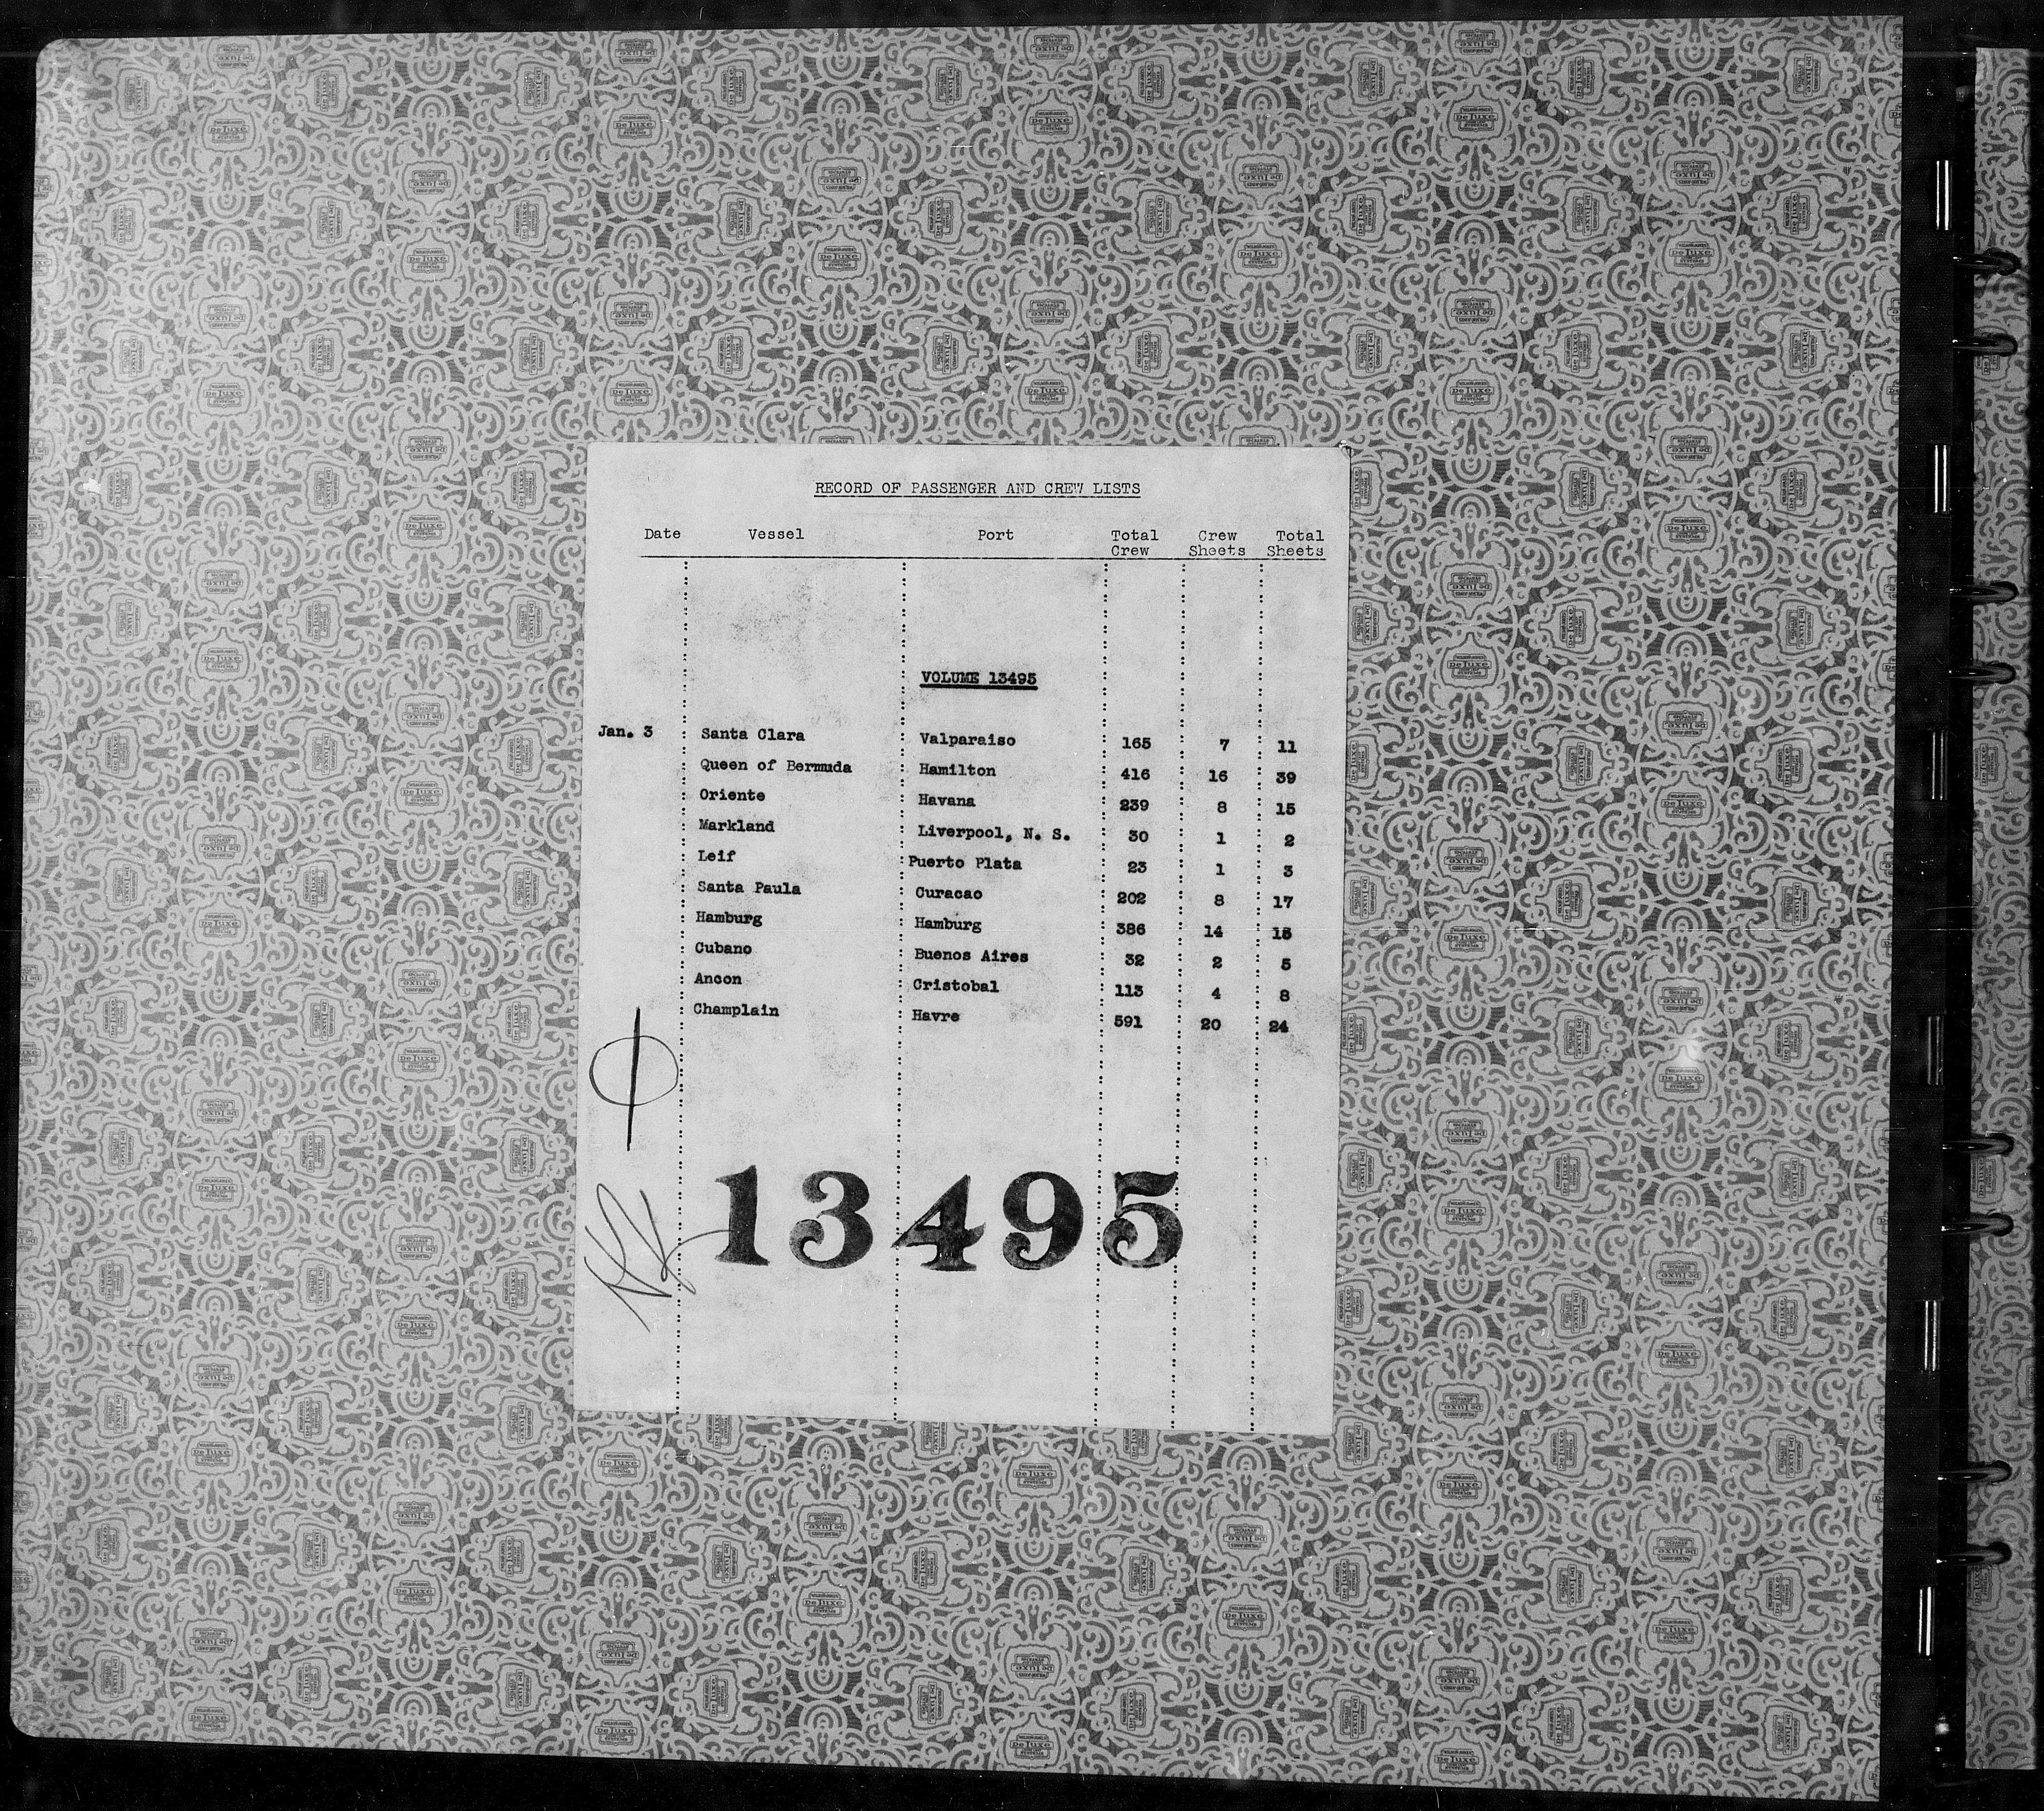 RECORD OF PASSENGER AND CREW LISTS
Date Vessel Port Total Crew Crew Sheets Total Sheets
VOLUME 13495
Jan. 3 Santa Clara Valparaiso 165 7 11
Queen of Bermuda Hamilton 416 16 39
Oriente Havana 239 8 15
Markland Liverpool, N. S. 30 1 2
Leif Puerto Plata 23 1 3
Santa Paula Curacao 202 8 17
Hamburg Hamburg 386 14 15
Cubano Buenos Aires 32 2 5
Ancon Cristobal 113 4 8
Champlain Havre 591 20 24
13495